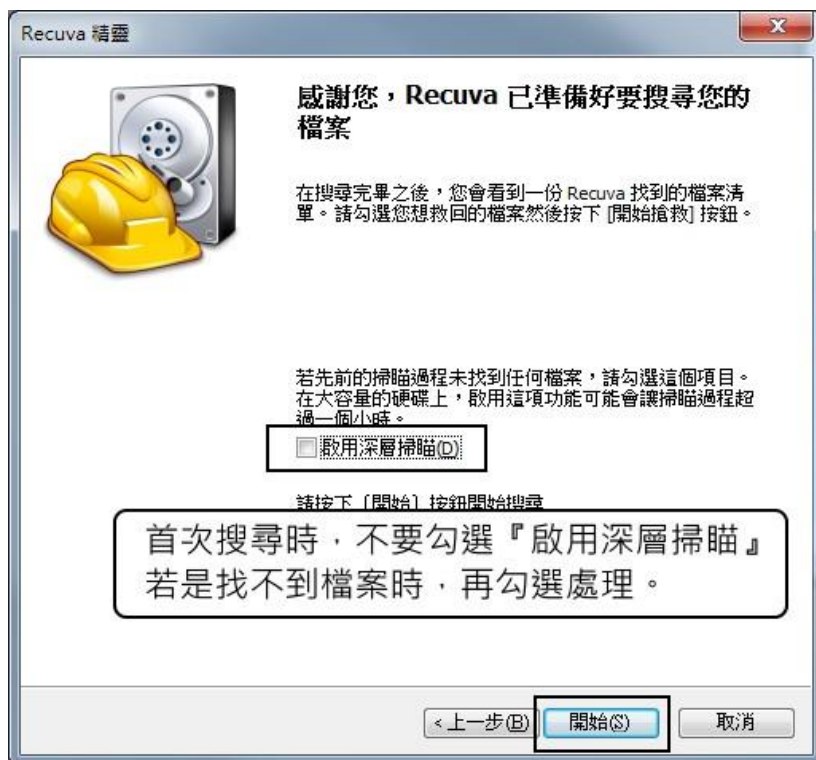 Recuva 精靈
感謝您，Recuva 已準備好要搜尋您的
檔案
在搜尋完畢之後，您會看到一份 Recuva 找到的檔案清
單。請勾選您想救回的檔案然後按下 [開始搶救] 按鈕。
若先前的掃瞄過程未找到任何檔案，請勾選這個項目。
在大容量的硬碟上，啟用這項功能可能會讓掃瞄過程超
過一個小時。
啟用深層掃瞄(D)
請按下〔開始〕按鈕開始搜尋
首次搜尋時，不要勾選『啟用深層掃瞄』
若是找不到檔案時，再勾選處理。
<上一步(B) 開始(S) 取消